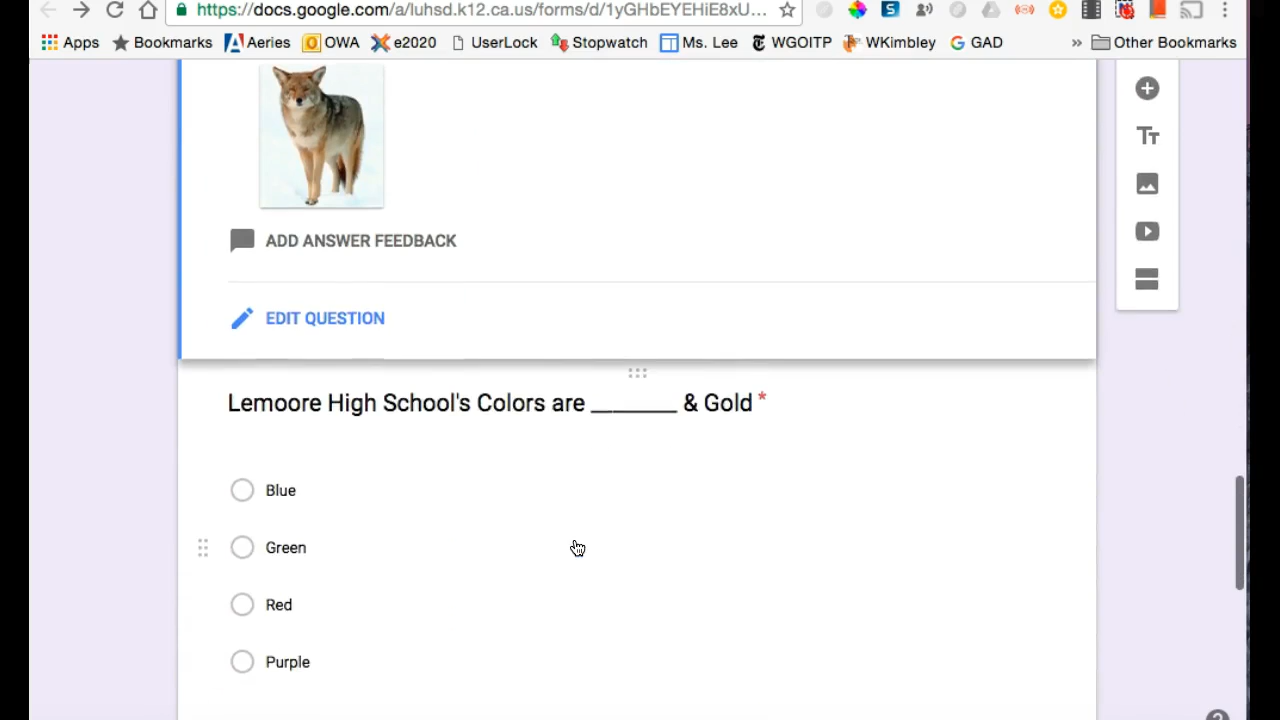 https://docs.google.com/a/luhsd.k12.ca.us/forms/d/1yGHbEYEHiE8xU...
Apps Bookmarks Aeries OWA e2020 UserLock Stopwatch Ms. Lee WGOITP WKimbley GAD » Other Bookmarks
ADD ANSWER FEEDBACK
EDIT QUESTION
Lemoore High School's Colors are _______ & Gold *
Blue
Green
Red
Purple